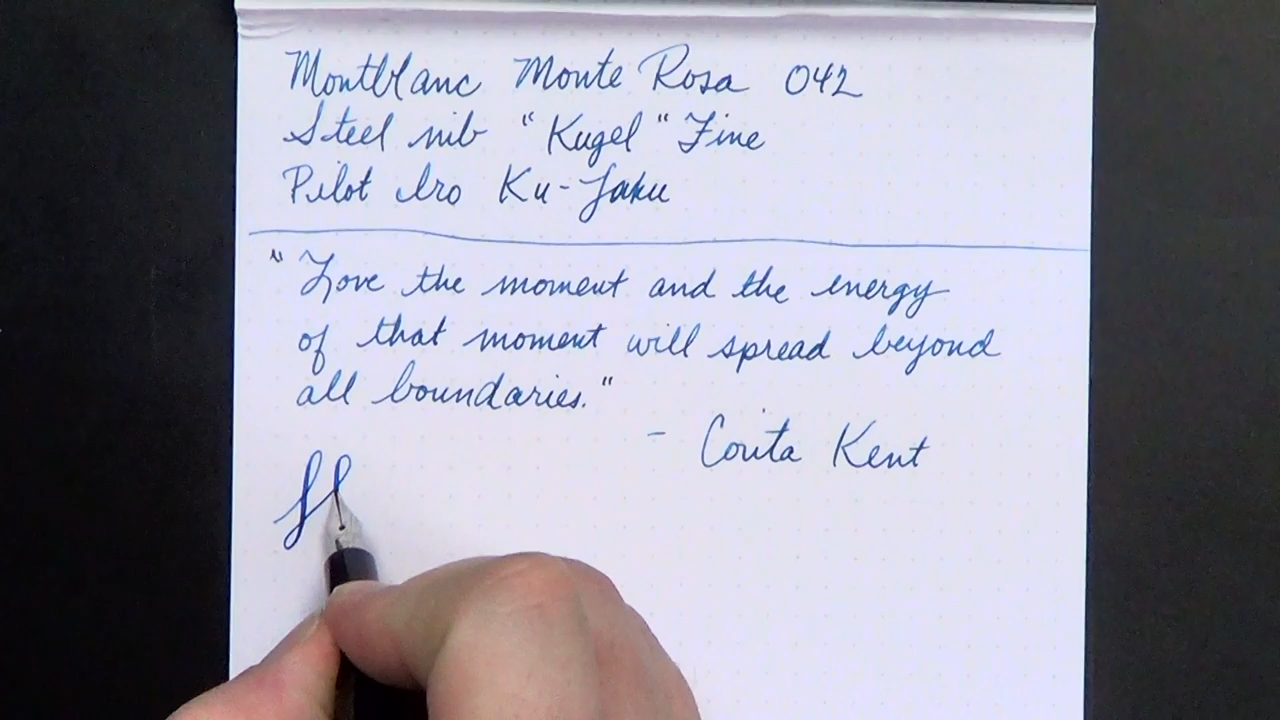 Montblanc Monte Rosa 042
Steel nib "Kugel" Fine
Pilot Iro Ku-Jaku
"Love the moment and the energy
of that moment will spread beyond
all boundaries."
- Corita Kent